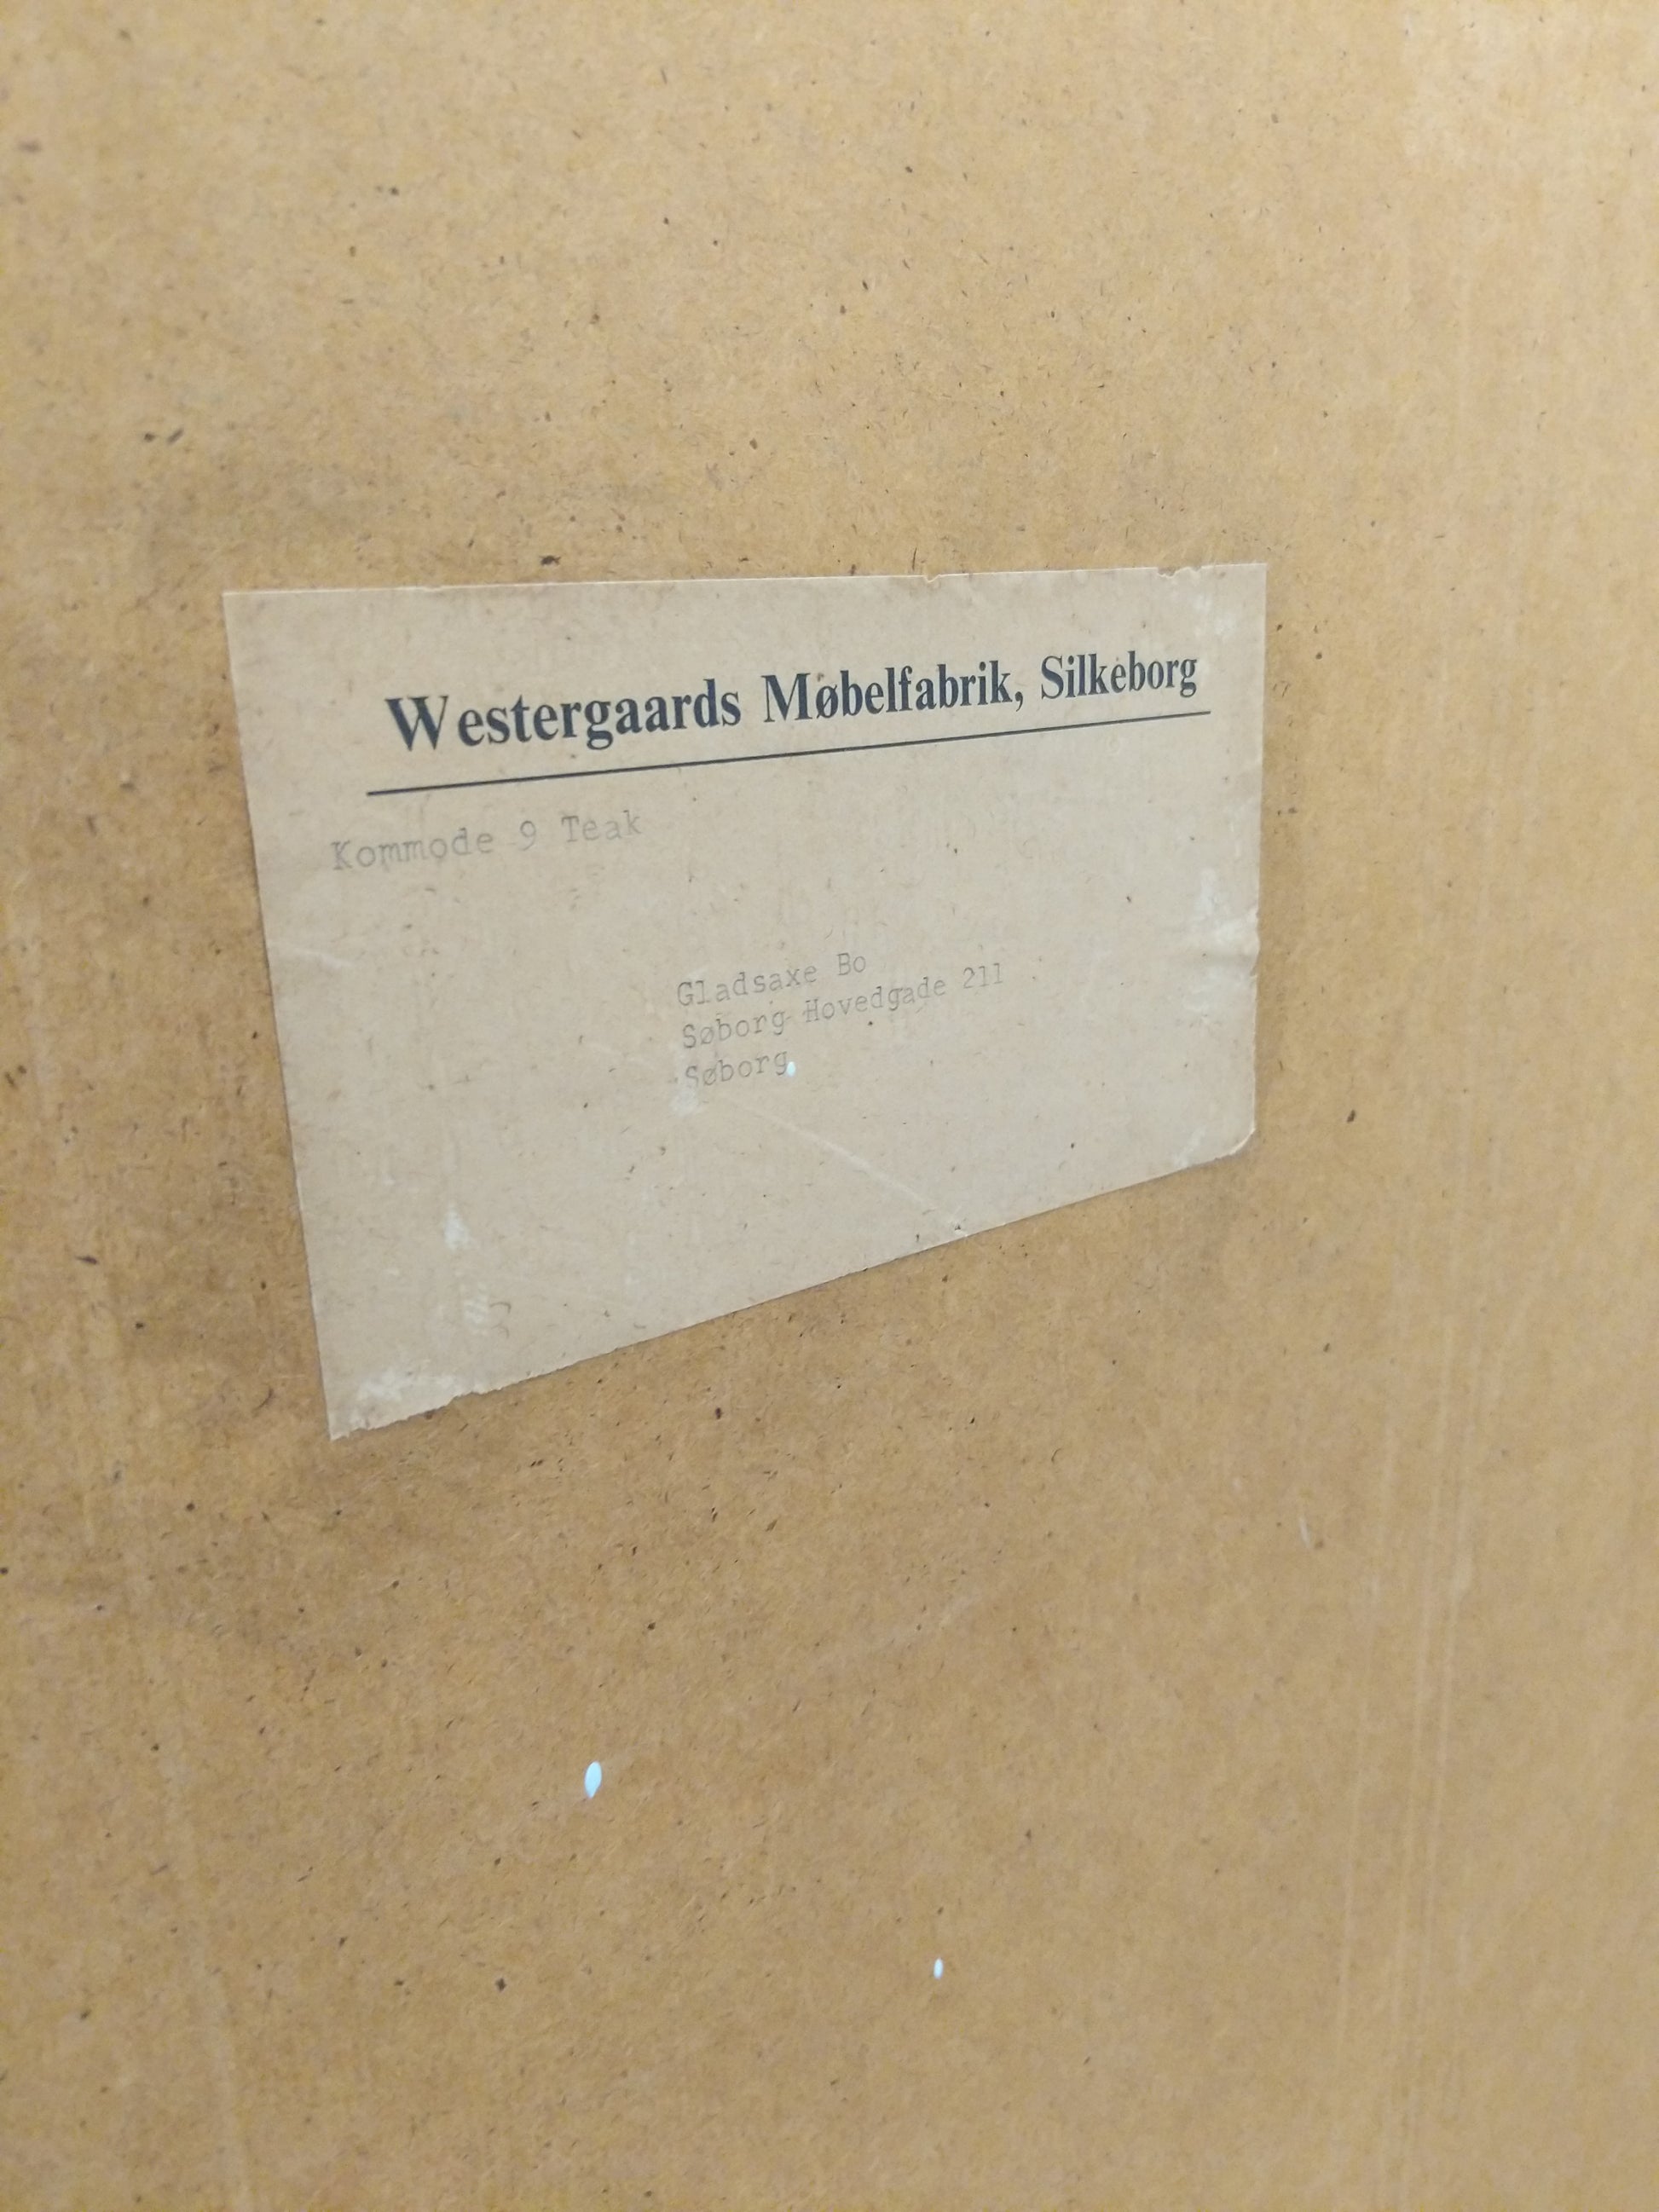 Westergaards Møbelfabrik, Silkeborg
Kommode 9 Teak
Gladsaxe Bo
Søborg Hovedgade 211
Søborg